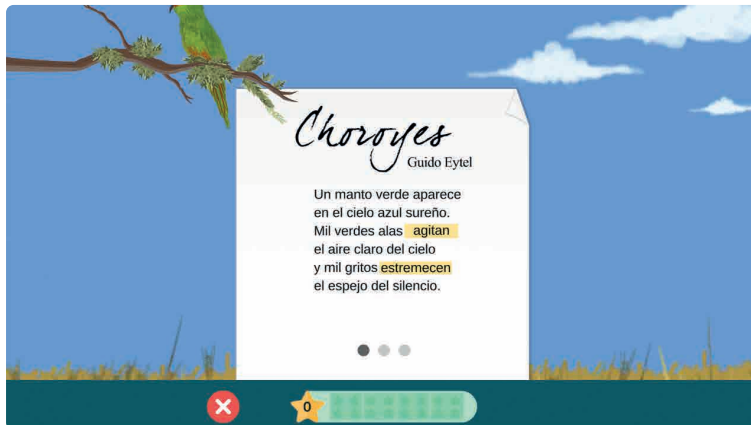 Choroyes
Guido Eytel
Un manto verde aparece
en el cielo azul sureño.
Mil verdes alas agitan
el aire claro del cielo
y mil gritos estremecen
el espejo del silencio.
0